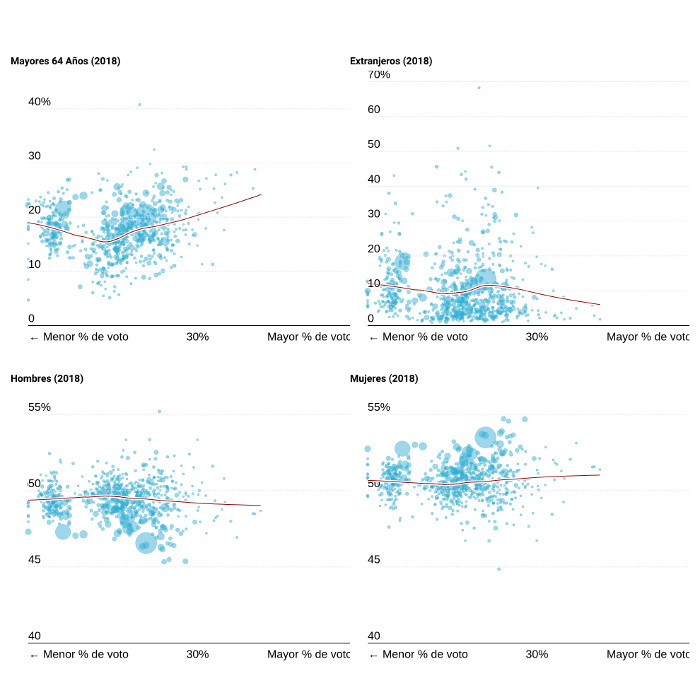 Mayores 64 Años (2018)
40%
30
20
10
0
← Menor % de voto 30% Mayor % de voto
Extranjeros (2018)
70%
60
50
40
30
20
10
0
← Menor % de voto 30% Mayor % de voto
Hombres (2018)
55%
50
45
40
← Menor % de voto 30% Mayor % de voto
Mujeres (2018)
55%
50
45
40
← Menor % de voto 30% Mayor % de voto